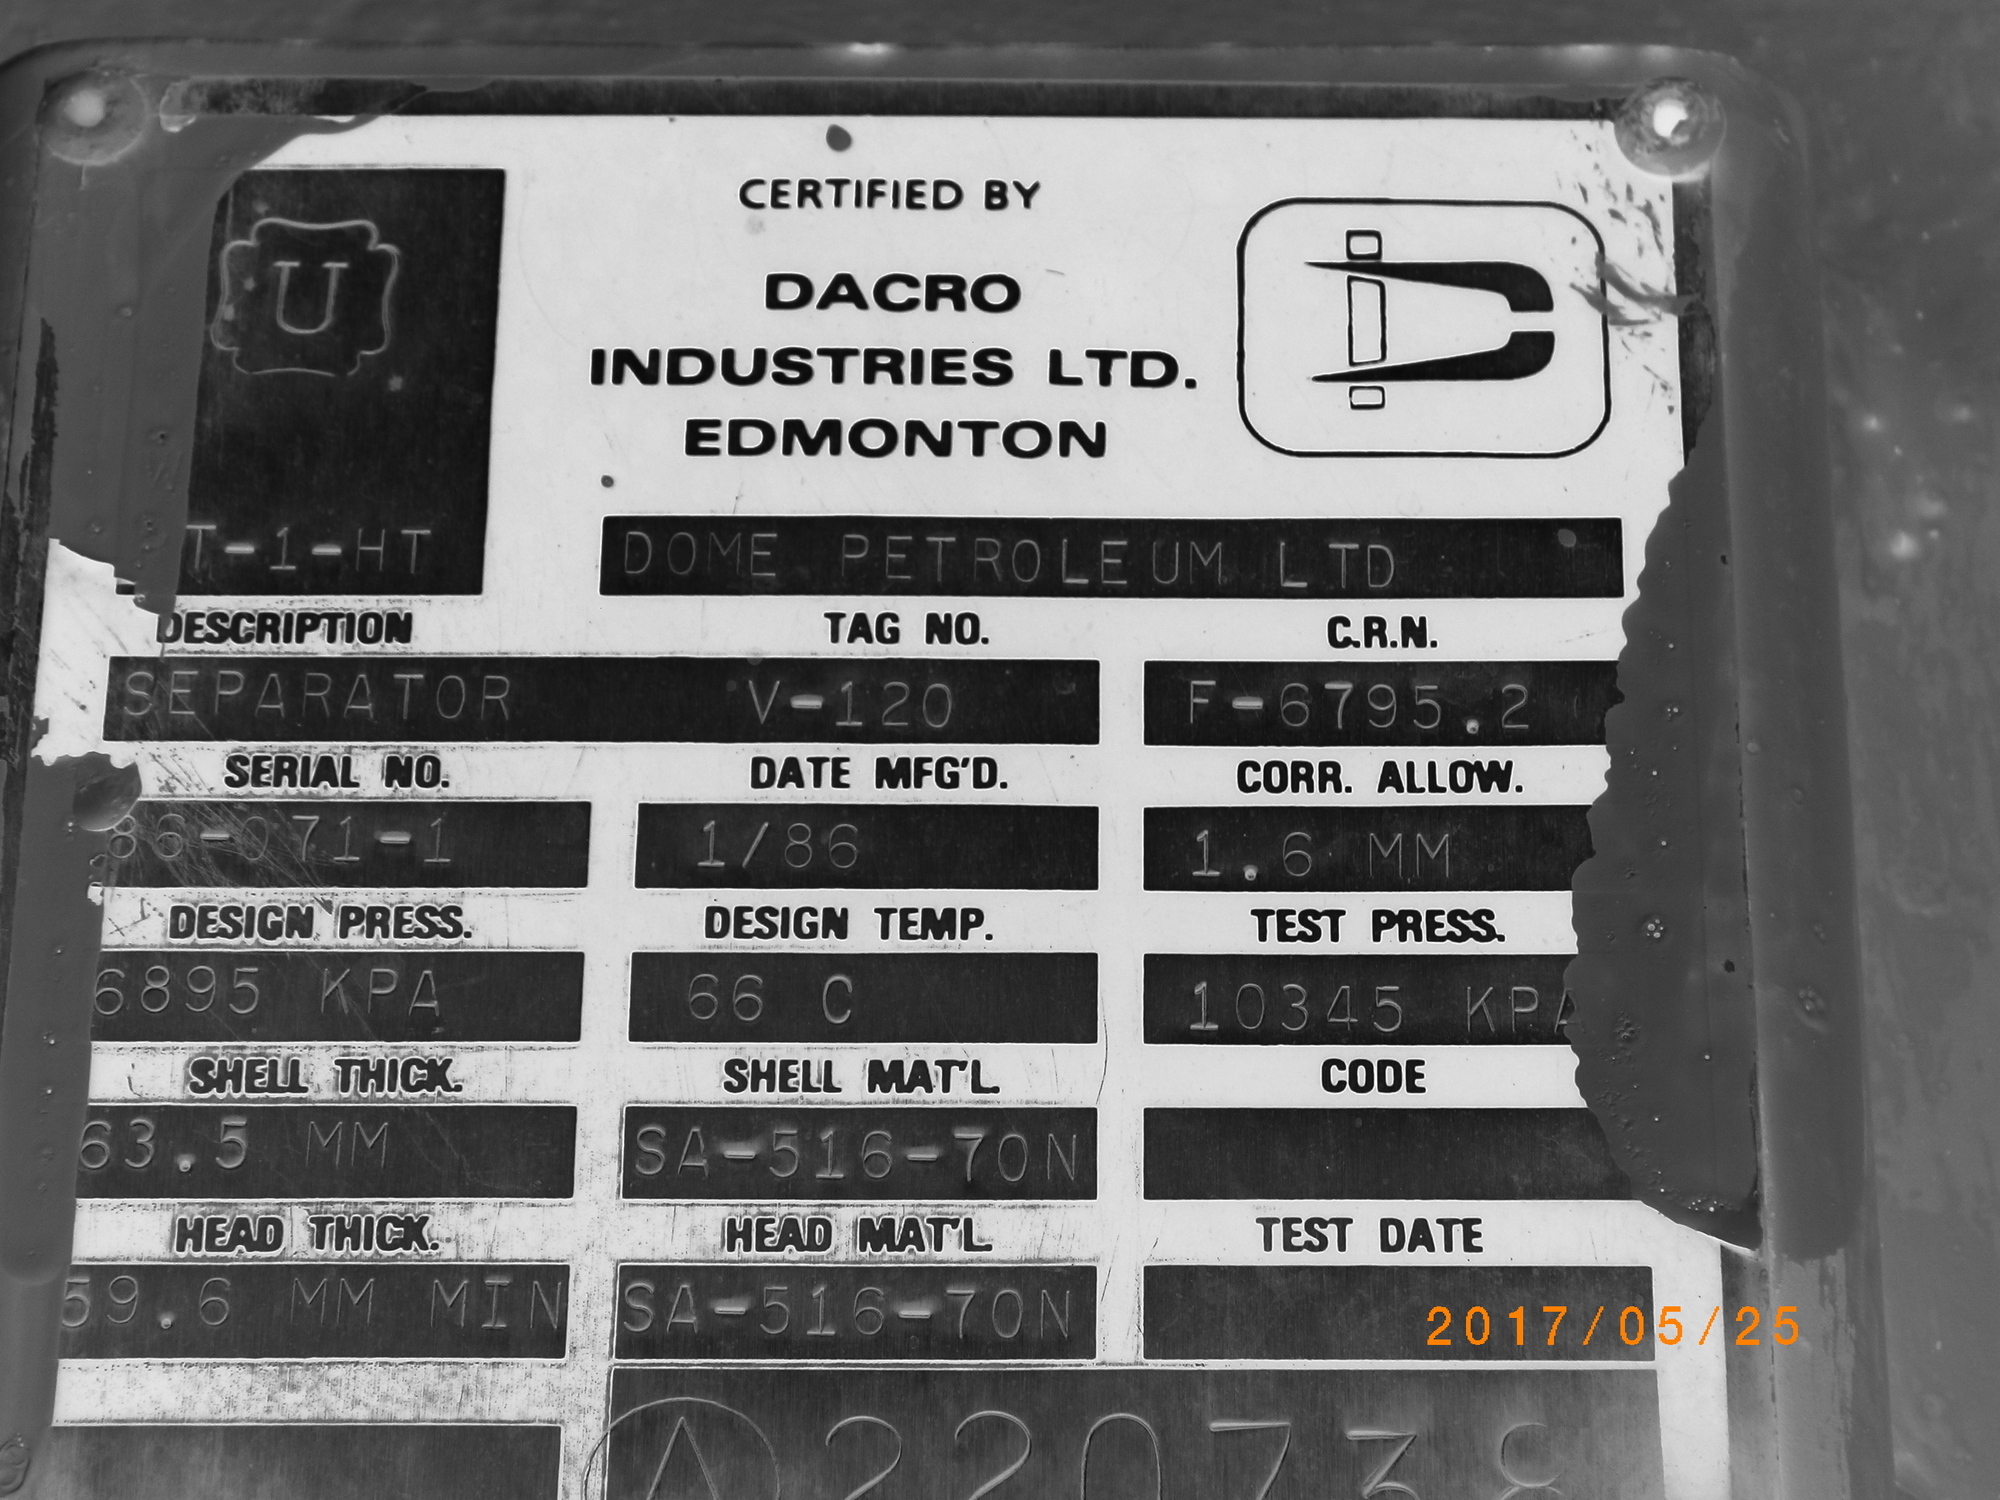 CERTIFIED BY
U
DACRO
INDUSTRIES LTD.
EDMONTON
T-1-HT
DOME PETROLEUM LTD
DESCRIPTION TAG NO. C.R.N.
SEPARATOR V-120 F-6795.2
SERIAL NO. DATE MFG'D. CORR. ALLOW.
86-071-1 1/86 1.6 MM
DESIGN PRESS. DESIGN TEMP. TEST PRESS.
6895 KPA 66 C 10345 KPA
SHELL THICK. SHELL MAT'L. CODE
63.5 MM SA-516-70N
HEAD THICK. HEAD MAT'L. TEST DATE
59.6 MM MIN SA-516-70N
2017/05/25
A 220738